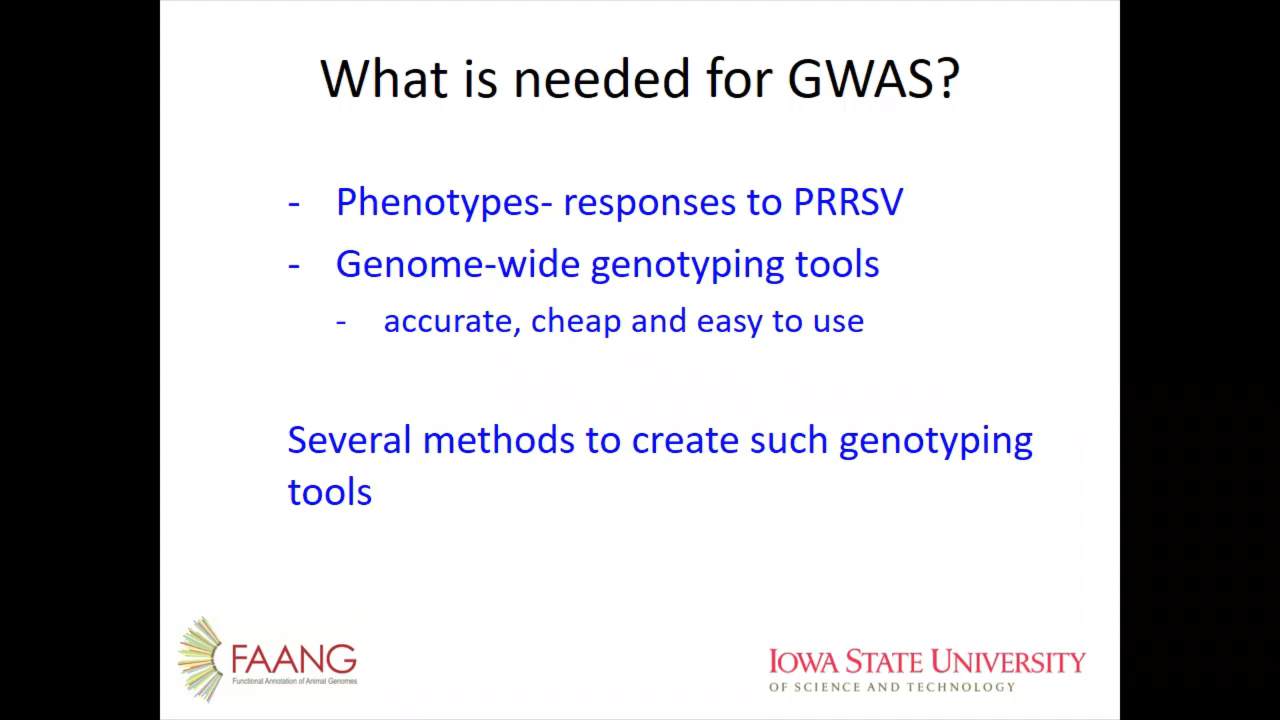 What is needed for GWAS?
- Phenotypes- responses to PRRSV
- Genome-wide genotyping tools
- accurate, cheap and easy to use
Several methods to create such genotyping
tools
FAANG
Functional Annotation of Animal Genomes
IOWA STATE UNIVERSITY
OF SCIENCE AND TECHNOLOGY